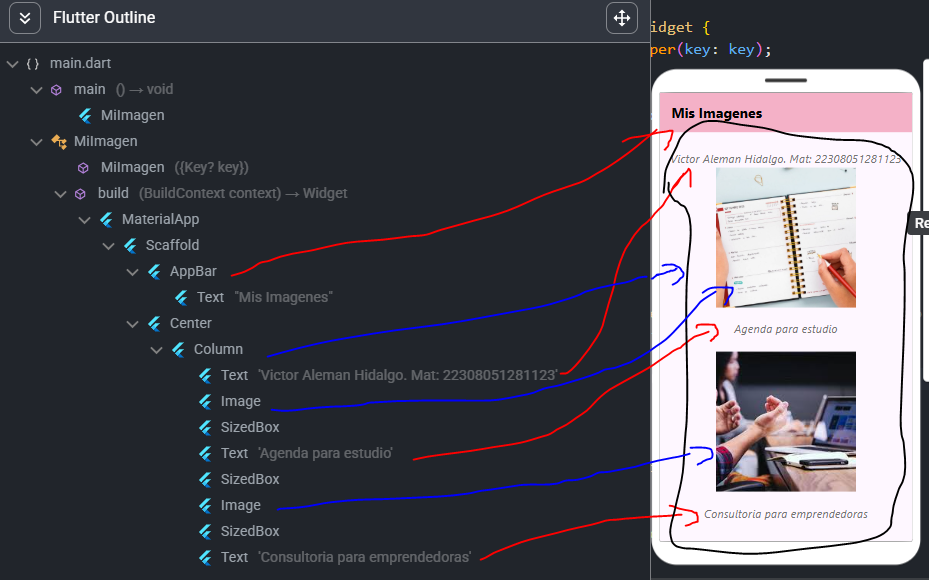 Flutter Outline
main.dart
main () → void
MiImagen
MiImagen
MiImagen ({Key? key})
build (BuildContext context) → Widget
MaterialApp
Scaffold
AppBar
Text "Mis Imagenes"
Center
Column
Text 'Victor Aleman Hidalgo. Mat: 22308051281123'
Image
SizedBox
Text 'Agenda para estudio'
SizedBox
Image
SizedBox
Text 'Consultoria para emprendedoras'
idget {
per(key: key);
Mis Imagenes
Victor Aleman Hidalgo. Mat: 22308051281123
Agenda para estudio
Consultoria para emprendedoras
Re